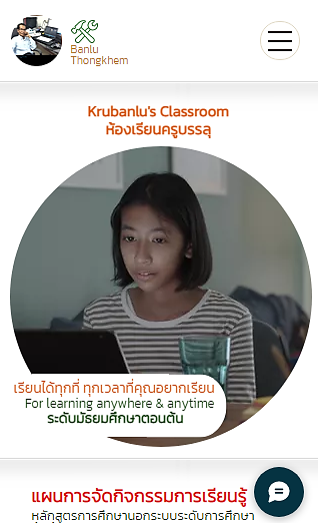 Banlu
Thongkhem
Krubanlu's Classroom
ห้องเรียนครูบรรลุ
เรียนได้ทุกที่ ทุกเวลาที่คุณอยากเรียน
For learning anywhere & anytime
ระดับมัธยมศึกษาตอนต้น
แผนการจัดกิจกรรมการเรียนรู้
หลักสูตรการศึกษานอกระบบระดับการศึกษา